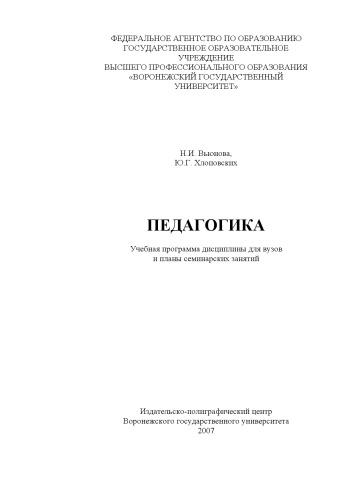 ФЕДЕРАЛЬНОЕ АГЕНТСТВО ПО ОБРАЗОВАНИЮ
ГОСУДАРСТВЕННОЕ ОБРАЗОВАТЕЛЬНОЕ
УЧРЕЖДЕНИЕ
ВЫСШЕГО ПРОФЕССИОНАЛЬНОГО ОБРАЗОВАНИЯ
«ВОРОНЕЖСКИЙ ГОСУДАРСТВЕННЫЙ
УНИВЕРСИТЕТ»
Н.И. Вьюнова,
Ю.Г. Хлоповских
ПЕДАГОГИКА
Учебная программа дисциплины для вузов
и планы семинарских занятий
Издательско-полиграфический центр
Воронежского государственного университета
2007